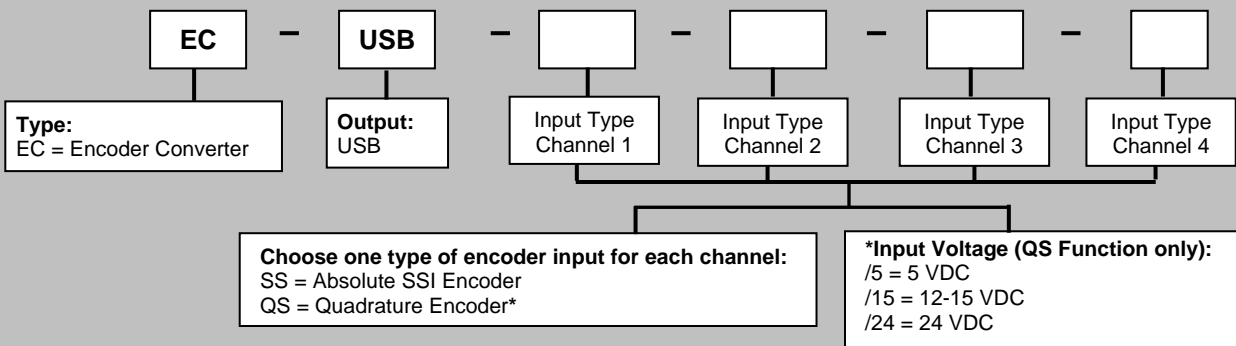 EC – USB – – – –
Type:
EC = Encoder Converter
Output:
USB
Input Type
Channel 1
Input Type
Channel 2
Input Type
Channel 3
Input Type
Channel 4
Choose one type of encoder input for each channel:
SS = Absolute SSI Encoder
QS = Quadrature Encoder*
*Input Voltage (QS Function only):
/5 = 5 VDC
/15 = 12-15 VDC
/24 = 24 VDC